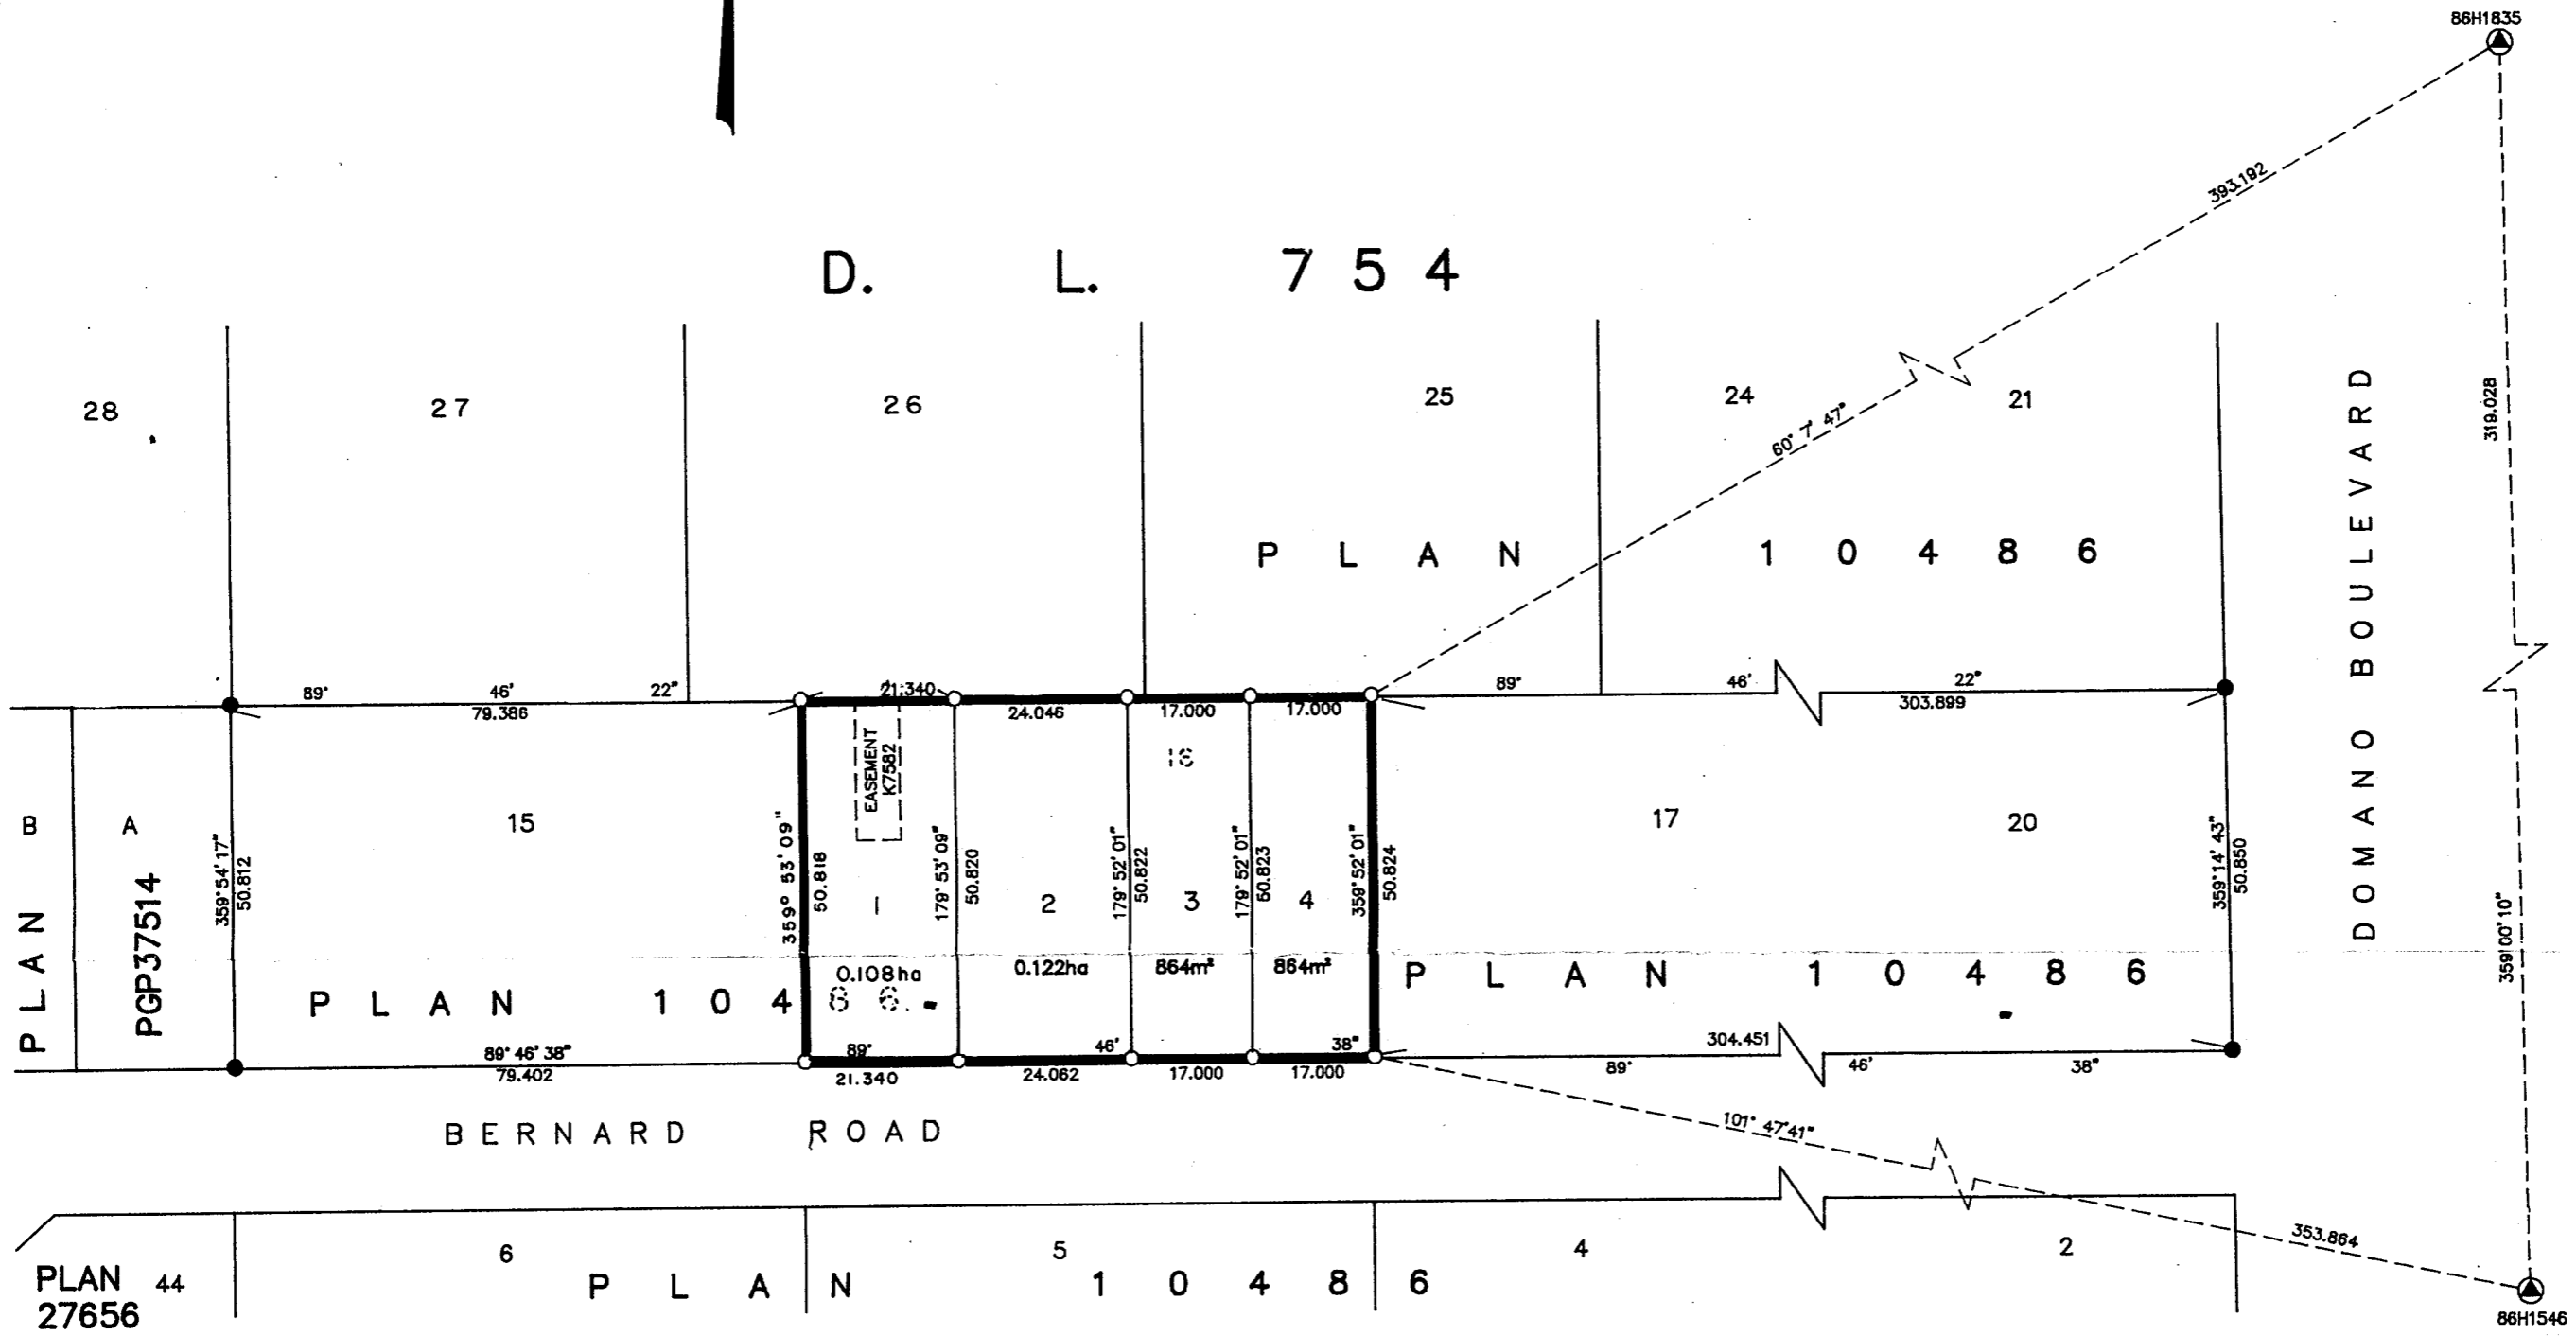 86H1835
393.192
D. L. 754
28
27
26
25
24
21
319.028
60° 7' 47"
PLAN 10486
DOMANO BOULEVARD
89° 46' 22"
79.386
21.340
24.046
17.000
17.000
89° 46' 22"
303.899
EASEMENT
K7582
16
B
A
15
17
20
359° 54' 17"
50.812
359° 53' 09"
50.818
179° 53' 09"
50.820
179° 52' 01"
50.822
179° 52' 01"
50.823
359° 52' 01"
50.824
359° 14' 43"
50.850
1
2
3
4
PLAN
PGP37514
0.108ha
0.122ha
864m²
864m²
PLAN 10486
PLAN 10486
359° 00' 10"
89° 46' 38"
79.402
89° 46' 38"
21.340
24.062
17.000
17.000
304.451
89° 46' 38"
BERNARD ROAD
101° 47' 41"
353.864
6
5
4
2
PLAN 10486
PLAN 44
27656
86H1546